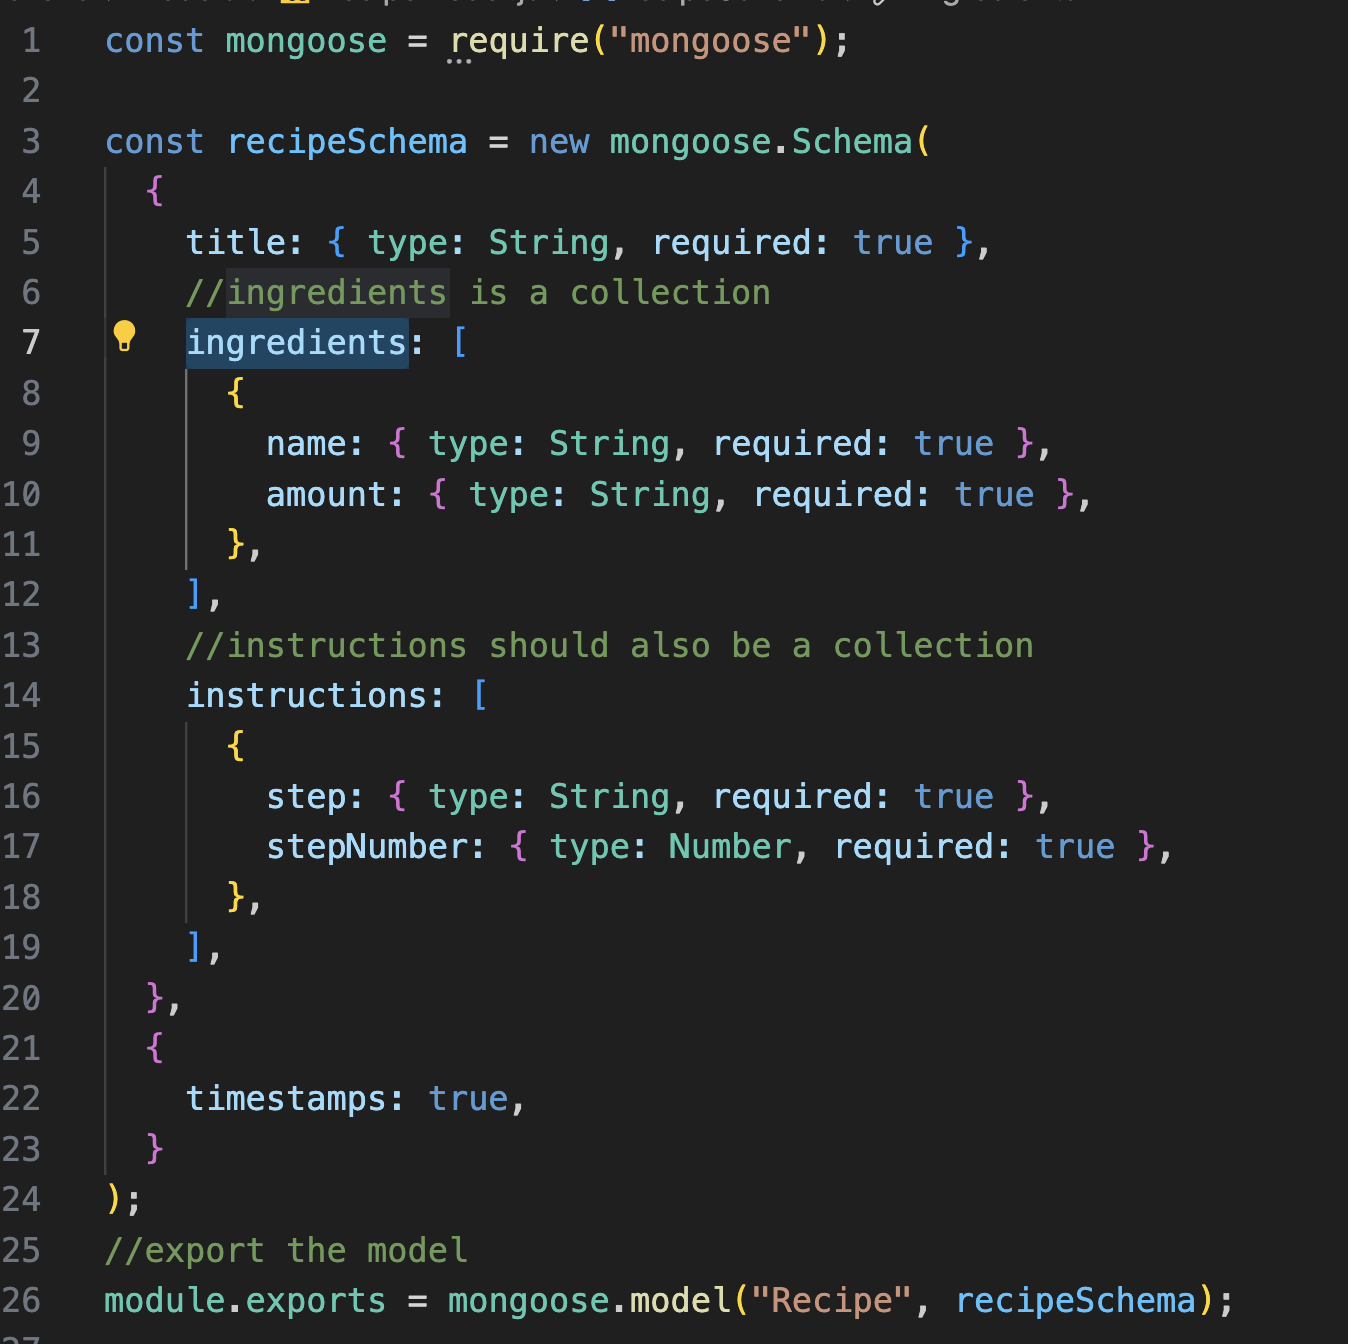 1 const mongoose = require("mongoose");
2
3 const recipeSchema = new mongoose.Schema(
4 {
5 title: { type: String, required: true },
6 //ingredients is a collection
7 ingredients: [
8 {
9 name: { type: String, required: true },
10 amount: { type: String, required: true },
11 },
12 ],
13 //instructions should also be a collection
14 instructions: [
15 {
16 step: { type: String, required: true },
17 stepNumber: { type: Number, required: true },
18 },
19 ],
20 },
21 {
22 timestamps: true,
23 }
24 );
25 //export the model
26 module.exports = mongoose.model("Recipe", recipeSchema);